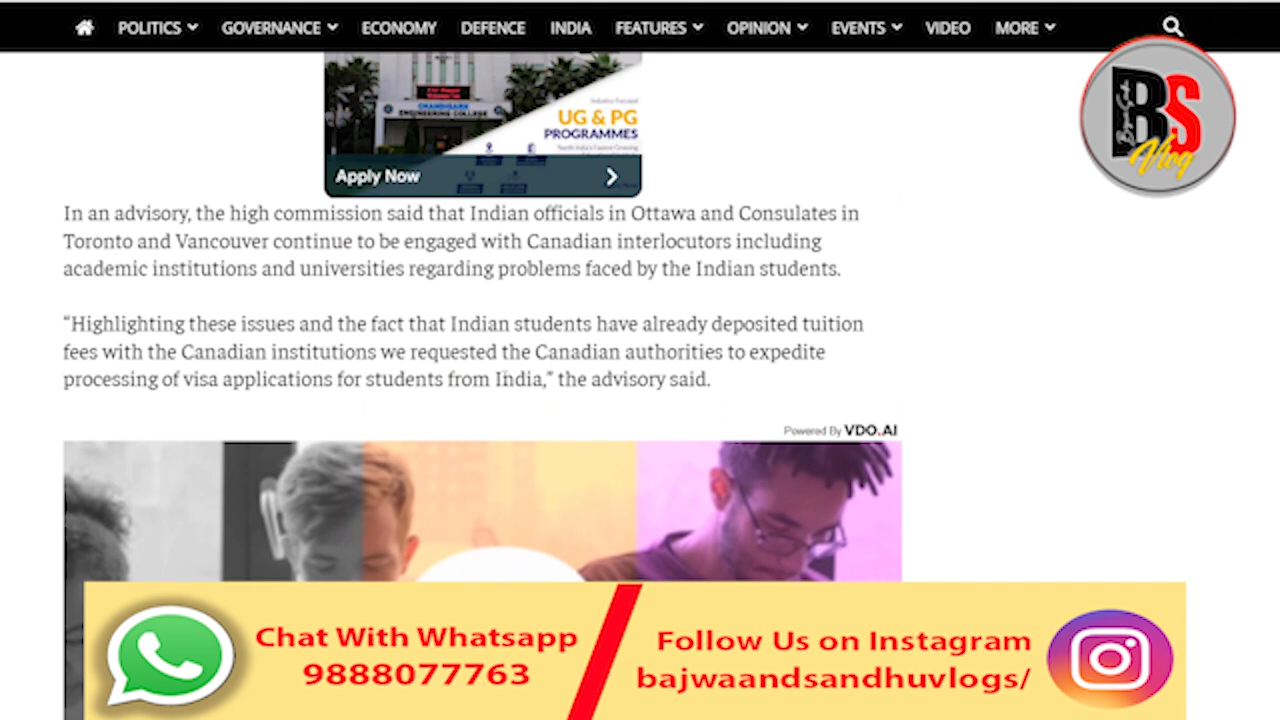 POLITICS GOVERNANCE ECONOMY DEFENCE INDIA FEATURES OPINION EVENTS VIDEO MORE
BS
Vlog
CHANDIGARH
ENGINEERING COLLEGE
Industry Focused
UG & PG
PROGRAMMES
Apply Now
In an advisory, the high commission said that Indian officials in Ottawa and Consulates in
Toronto and Vancouver continue to be engaged with Canadian interlocutors including
academic institutions and universities regarding problems faced by the Indian students.
“Highlighting these issues and the fact that Indian students have already deposited tuition
fees with the Canadian institutions we requested the Canadian authorities to expedite
processing of visa applications for students from India,” the advisory said.
Powered By VDO.AI
Chat With Whatsapp
9888077763
Follow Us on Instagram
bajwaandsandhuvlogs/